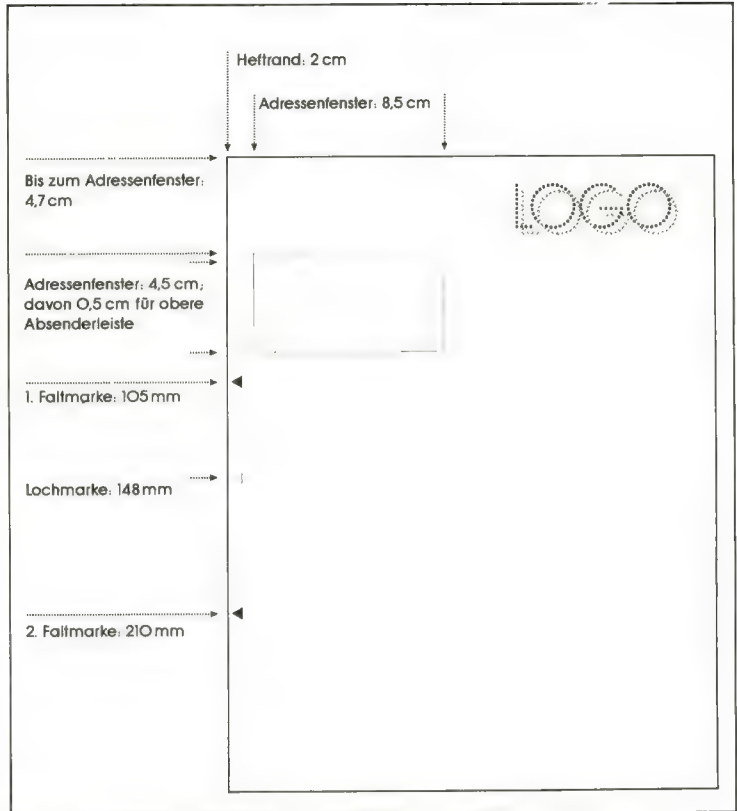 Heftrand: 2 cm
Adressenfenster: 8,5 cm
Bis zum Adressenfenster:
4,7 cm
LOGO
Adressenfenster: 4,5 cm;
davon 0,5 cm für obere
Absenderleiste
1. Faltmarke: 105 mm
Lochmarke: 148 mm
2. Faltmarke: 210 mm